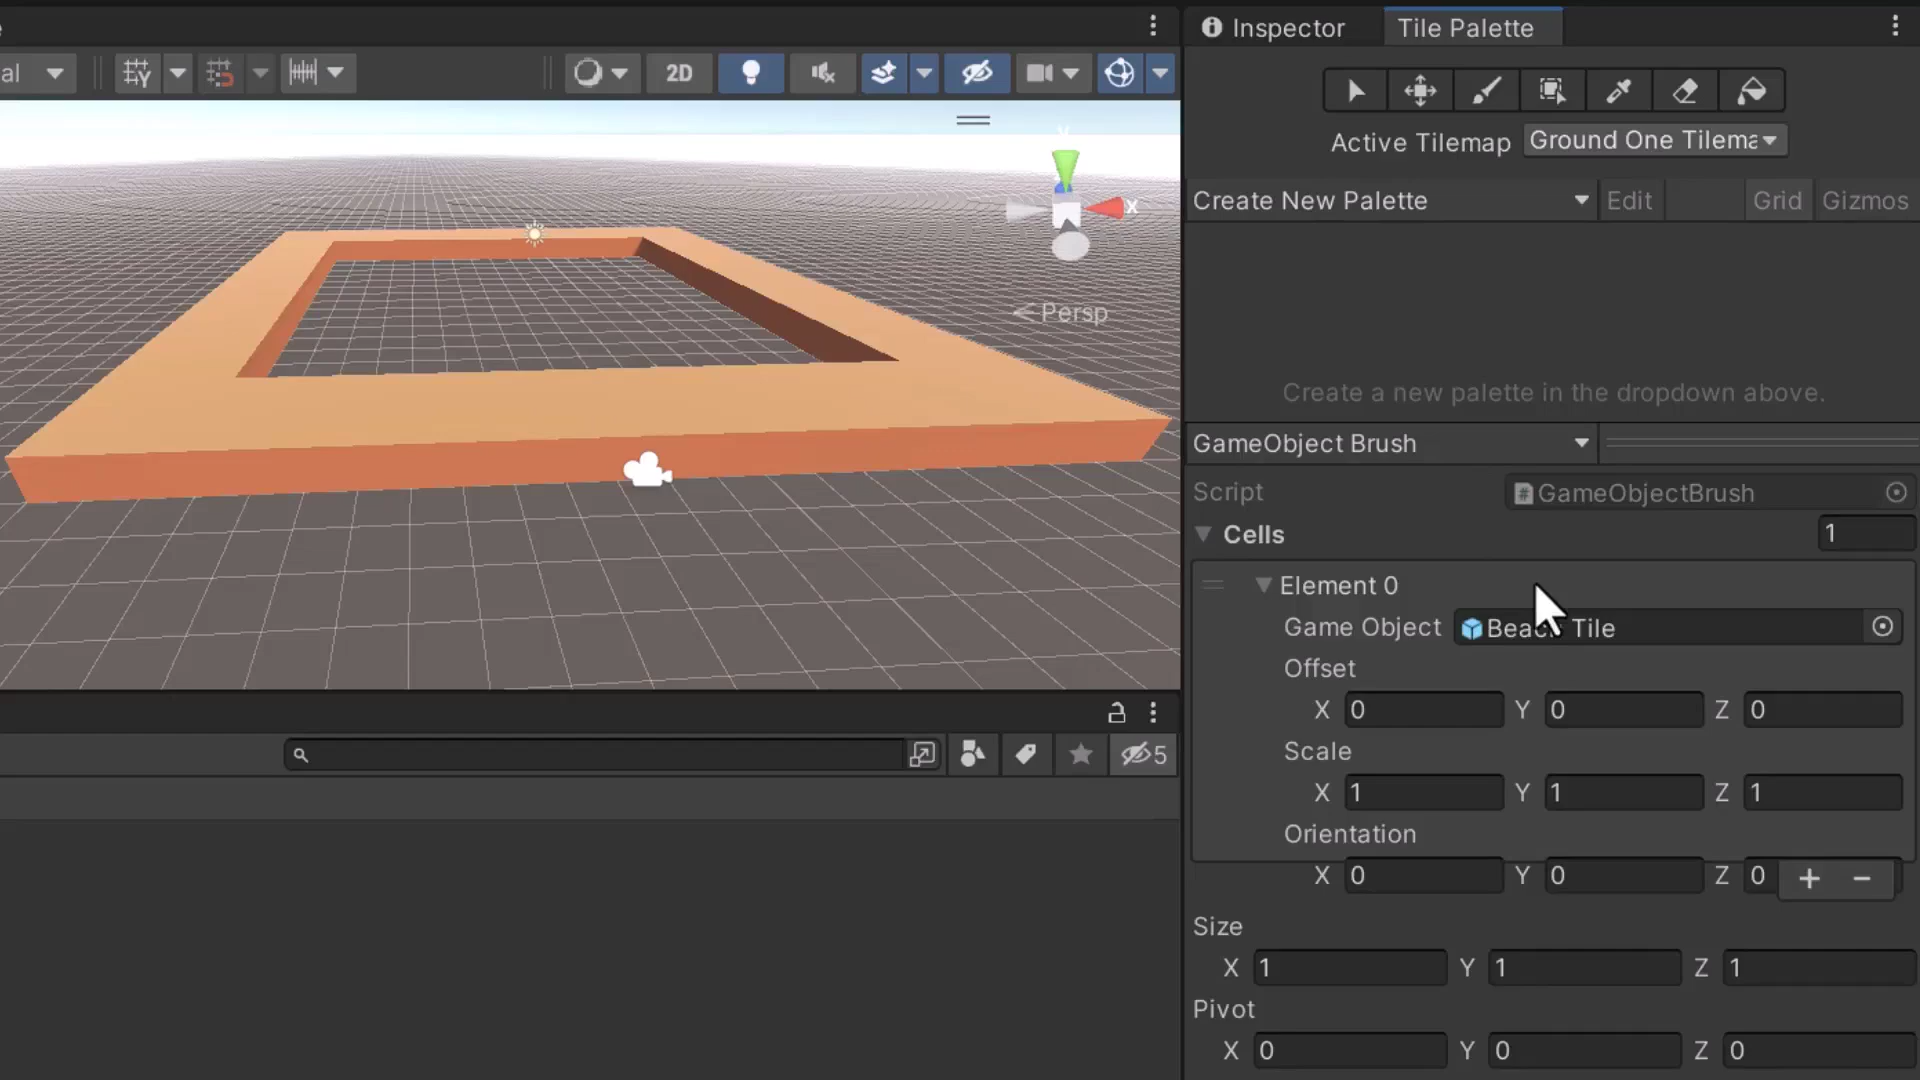 al
2D
Inspector
Tile Palette
Active Tilemap
Ground One Tilema
Create New Palette
Edit
Grid
Gizmos
x
Persp
Create a new palette in the dropdown above.
GameObject Brush
Script
GameObjectBrush
Cells
1
Element 0
Game Object
Tile
Offset
X 0 Y 0 Z 0
Scale
X 1 Y 1 Z 1
Orientation
X 0 Y 0 Z 0
+ −
5
Size
X 1 Y 1 Z 1
Pivot
X 0 Y 0 Z 0